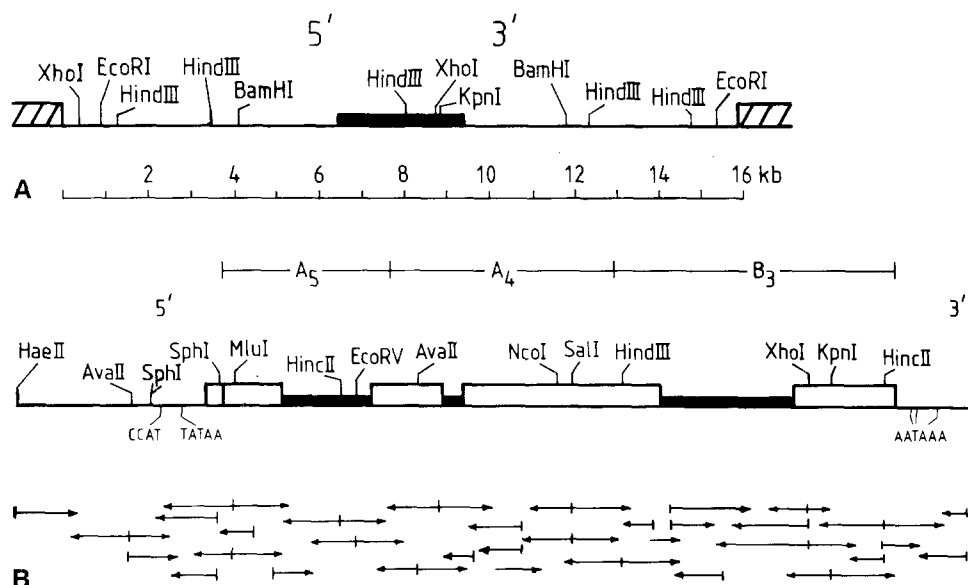 5′ 3′
XhoI EcoRI HindIII HindIII BamHI HindIII XhoI KpnI BamHI HindIII HindIII EcoRI
A 2 4 6 8 10 12 14 16 kb
A5 A4 B3
5′ 3′
HaeII AvaII SphI SphI MluI HincII EcoRV AvaII NcoI SalI HindIII XhoI KpnI HincII
CCAT TATAA AATAAA
B